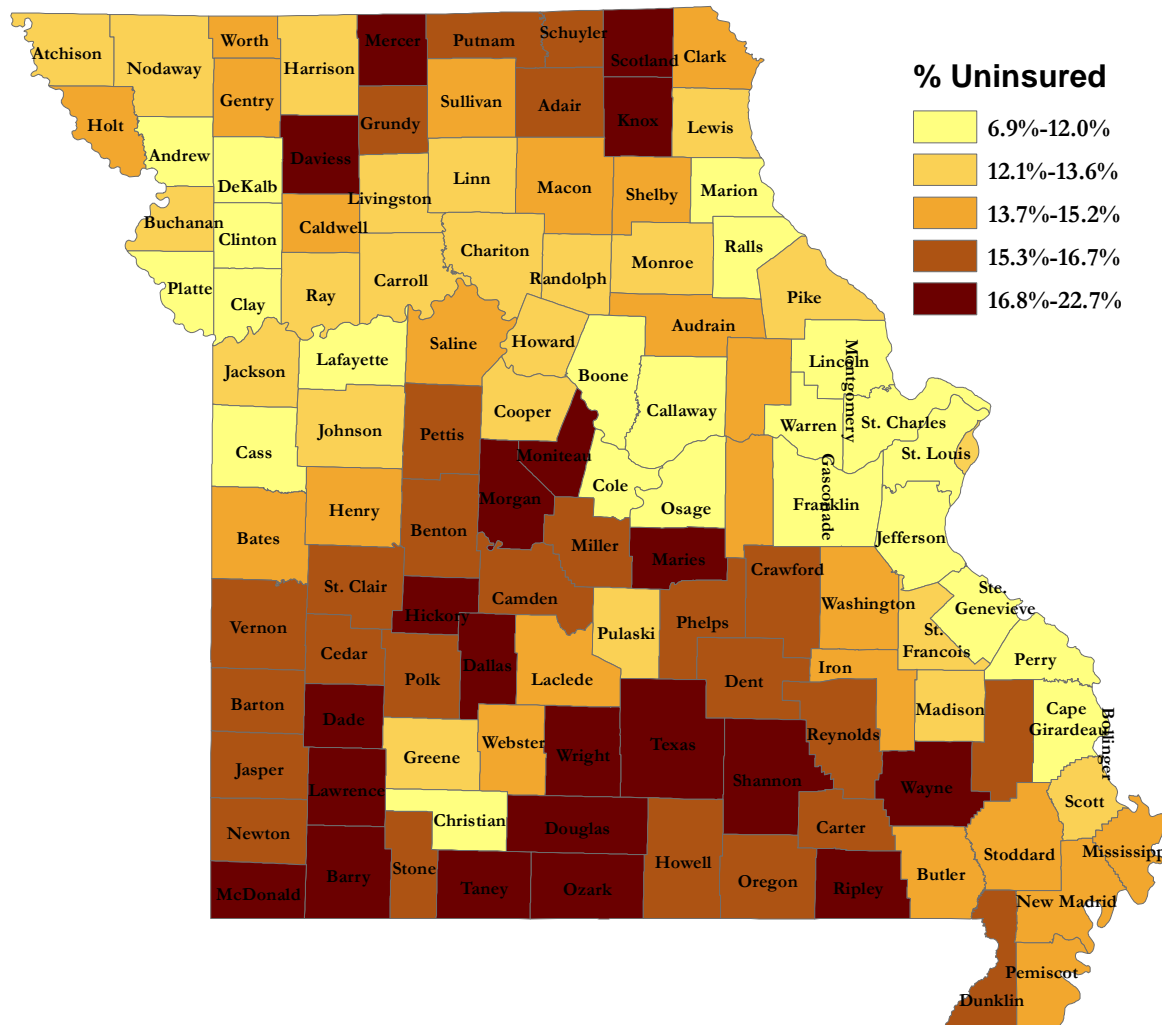 Atchison
Nodaway
Worth
Harrison
Mercer
Putnam
Schuyler
Scotland
Clark
% Uninsured
6.9%-12.0%
12.1%-13.6%
13.7%-15.2%
15.3%-16.7%
16.8%-22.7%
Holt
Gentry
Grundy
Sullivan
Adair
Knox
Lewis
Andrew
DeKalb
Daviess
Livingston
Linn
Macon
Shelby
Marion
Buchanan
Clinton
Caldwell
Chariton
Randolph
Monroe
Ralls
Platte
Clay
Ray
Carroll
Pike
Audrain
Jackson
Lafayette
Saline
Howard
Boone
Callaway
Lincoln
Montgomery
Warren
St. Charles
St. Louis
Cass
Johnson
Pettis
Cooper
Moniteau
Morgan
Cole
Osage
Gasconade
Franklin
Jefferson
Bates
Henry
Benton
Miller
Maries
Crawford
Washington
Ste.
Genevieve
St. Clair
Hickory
Camden
Pulaski
Phelps
St.
Francois
Perry
Vernon
Cedar
Polk
Dallas
Laclede
Dent
Iron
Madison
Cape
Girardeau
Bollinger
Barton
Dade
Greene
Webster
Wright
Texas
Shannon
Reynolds
Wayne
Scott
Jasper
Lawrence
Christian
Douglas
Carter
Stoddard
Mississipp
Newton
McDonald
Barry
Stone
Taney
Ozark
Howell
Oregon
Ripley
Butler
New Madrid
Pemiscot
Dunklin